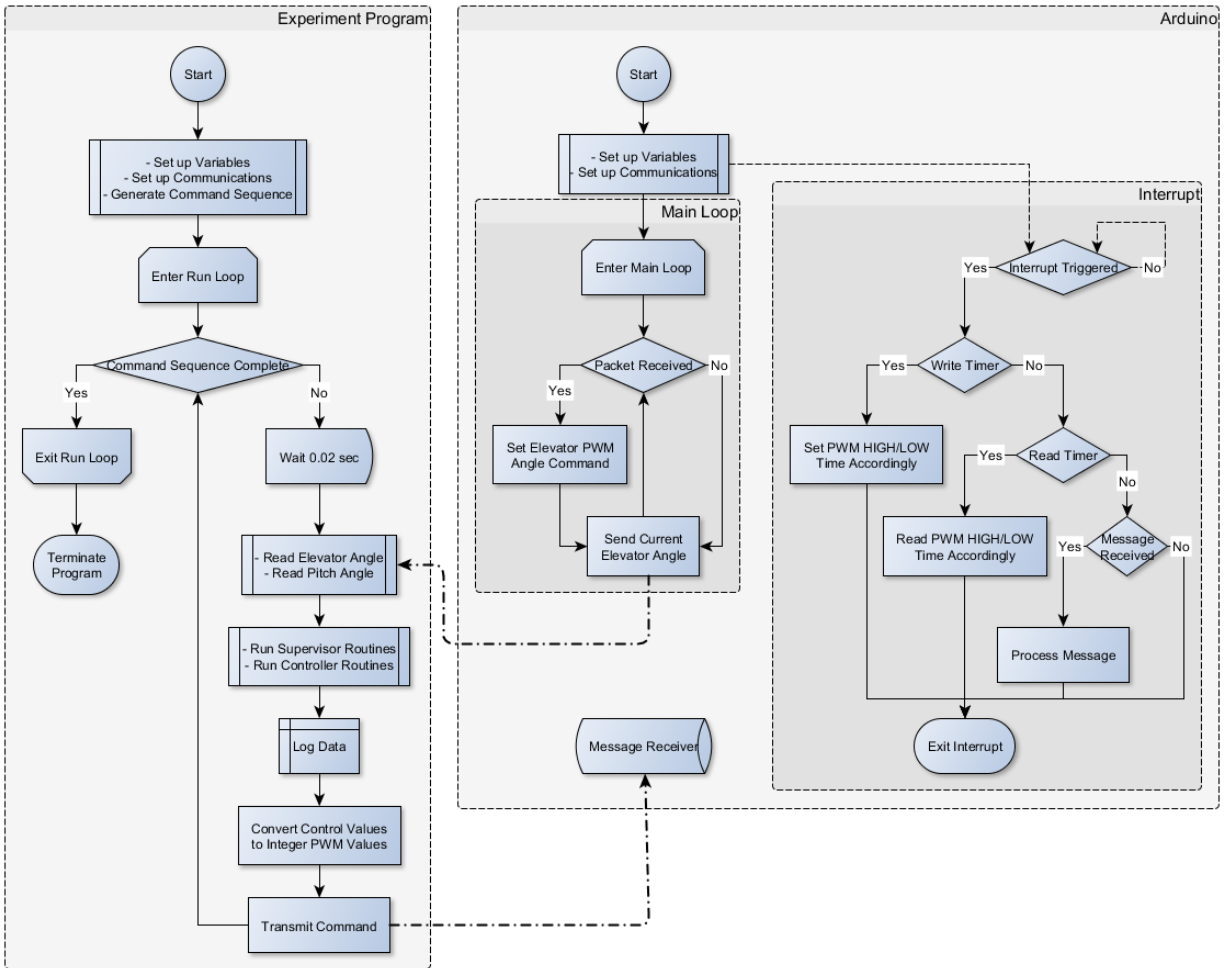 Experiment Program
Start
- Set up Variables
- Set up Communications
- Generate Command Sequence
Enter Run Loop
Command Sequence Complete
Yes
No
Exit Run Loop
Wait 0.02 sec
Terminate
Program
- Read Elevator Angle
- Read Pitch Angle
- Run Supervisor Routines
- Run Controller Routines
Log Data
Convert Control Values
to Integer PWM Values
Transmit Command
Arduino
Start
- Set up Variables
- Set up Communications
Main Loop
Enter Main Loop
Packet Received
No
Yes
Set Elevator PWM
Angle Command
Send Current
Elevator Angle
Message Receiver
Interrupt
Yes
Interrupt Triggered
No
Yes
Write Timer
No
Set PWM HIGH/LOW
Time Accordingly
Yes
Read Timer
No
Read PWM HIGH/LOW
Time Accordingly
Yes
Message
Received
No
Process Message
Exit Interrupt